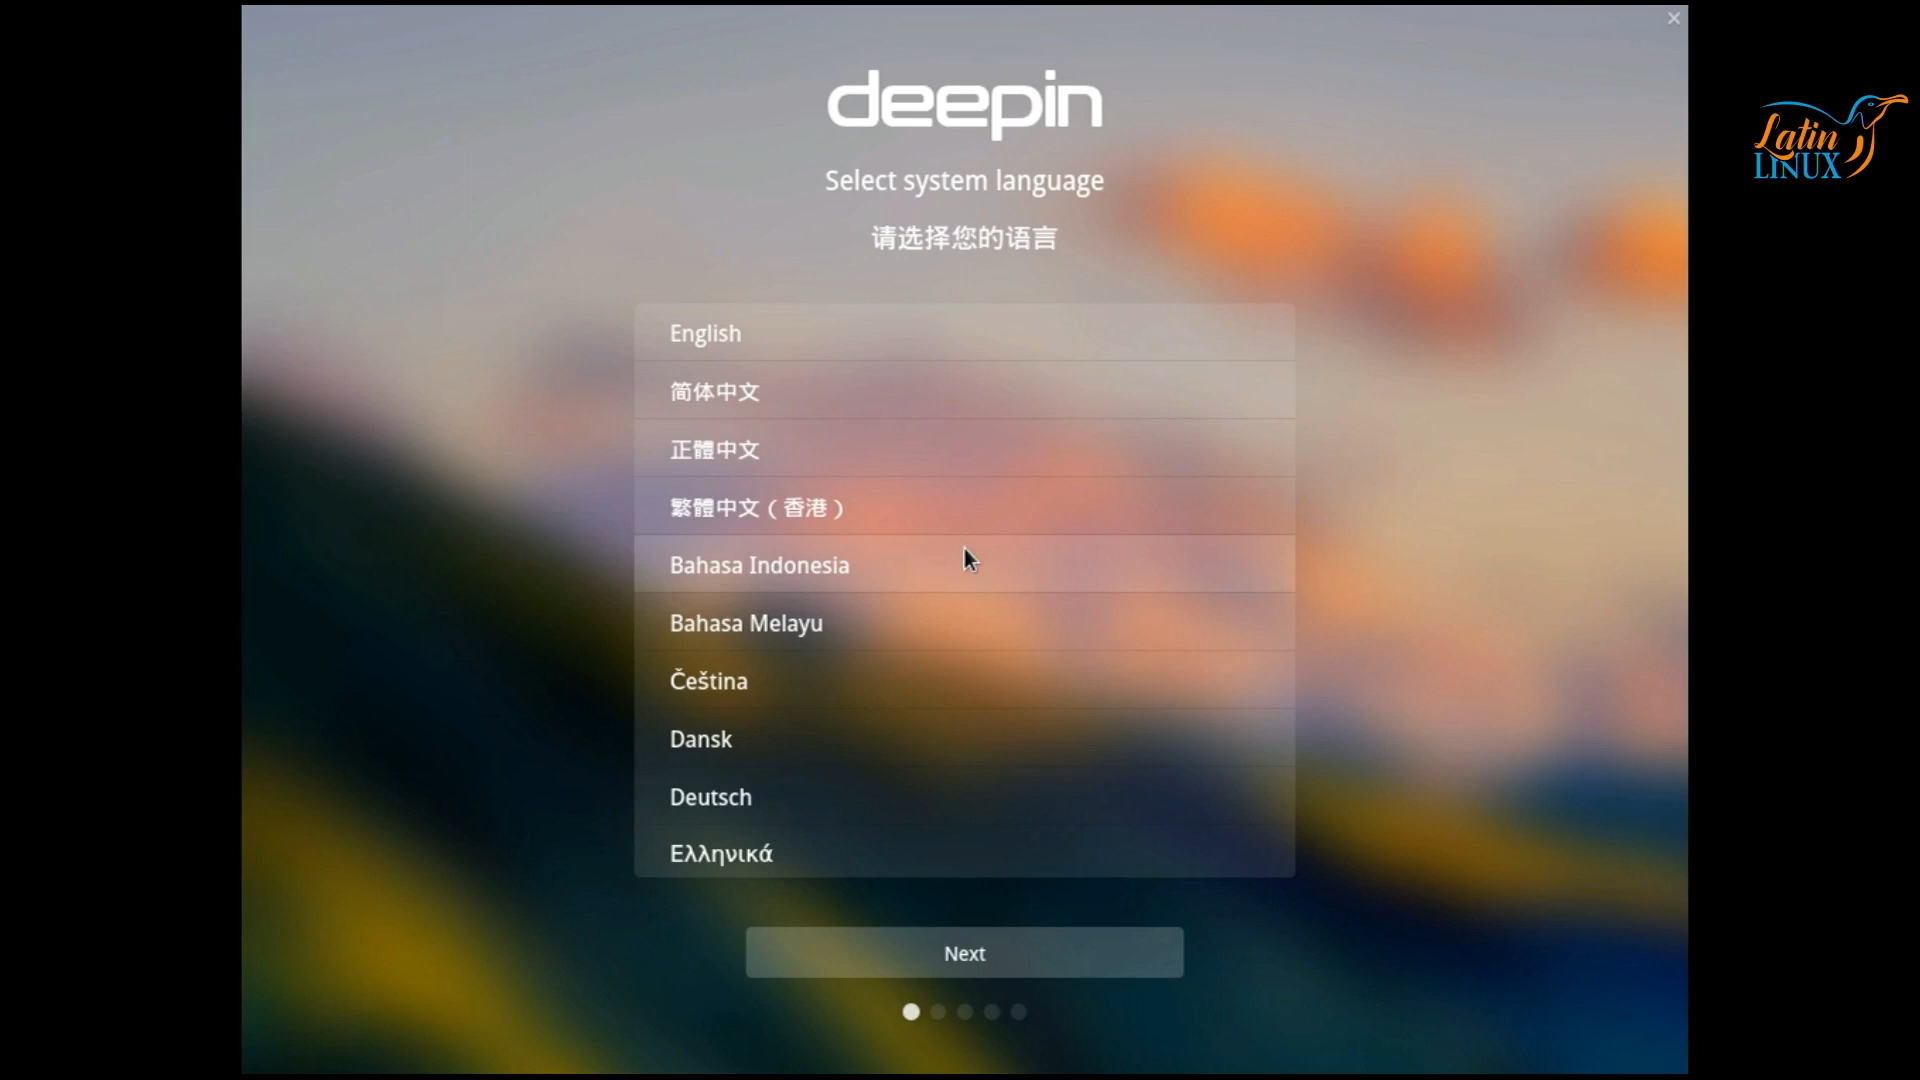 deepin
Select system language
请选择您的语言
English
简体中文
正體中文
繁體中文（香港）
Bahasa Indonesia
Bahasa Melayu
Čeština
Dansk
Deutsch
Ελληνικά
Next
Latin
LINUX